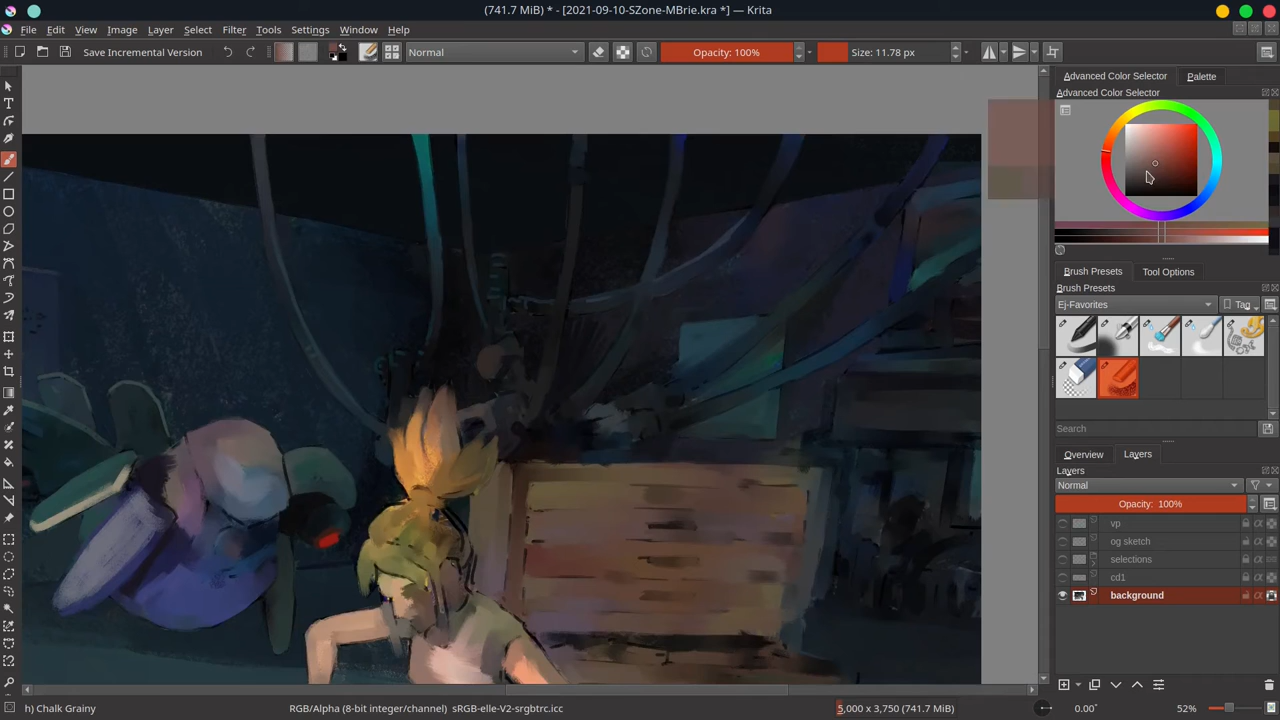 (741.7 MiB) * - [2021-09-10-SZone-MBrie.kra *] — Krita
File Edit View Image Layer Select Filter Tools Settings Window Help
Save Incremental Version Normal Opacity: 100% Size: 11.78 px
Advanced Color Selector Palette
Advanced Color Selector
Brush Presets Tool Options
Brush Presets
Ej-Favorites Tag
Search
Overview Layers
Layers
Normal
Opacity: 100%
vp
og sketch
selections
cd1
background
h) Chalk Grainy RGB/Alpha (8-bit integer/channel) sRGB-elle-V2-srgbtrc.icc 5,000 x 3,750 (741.7 MiB) 0.00° 52%